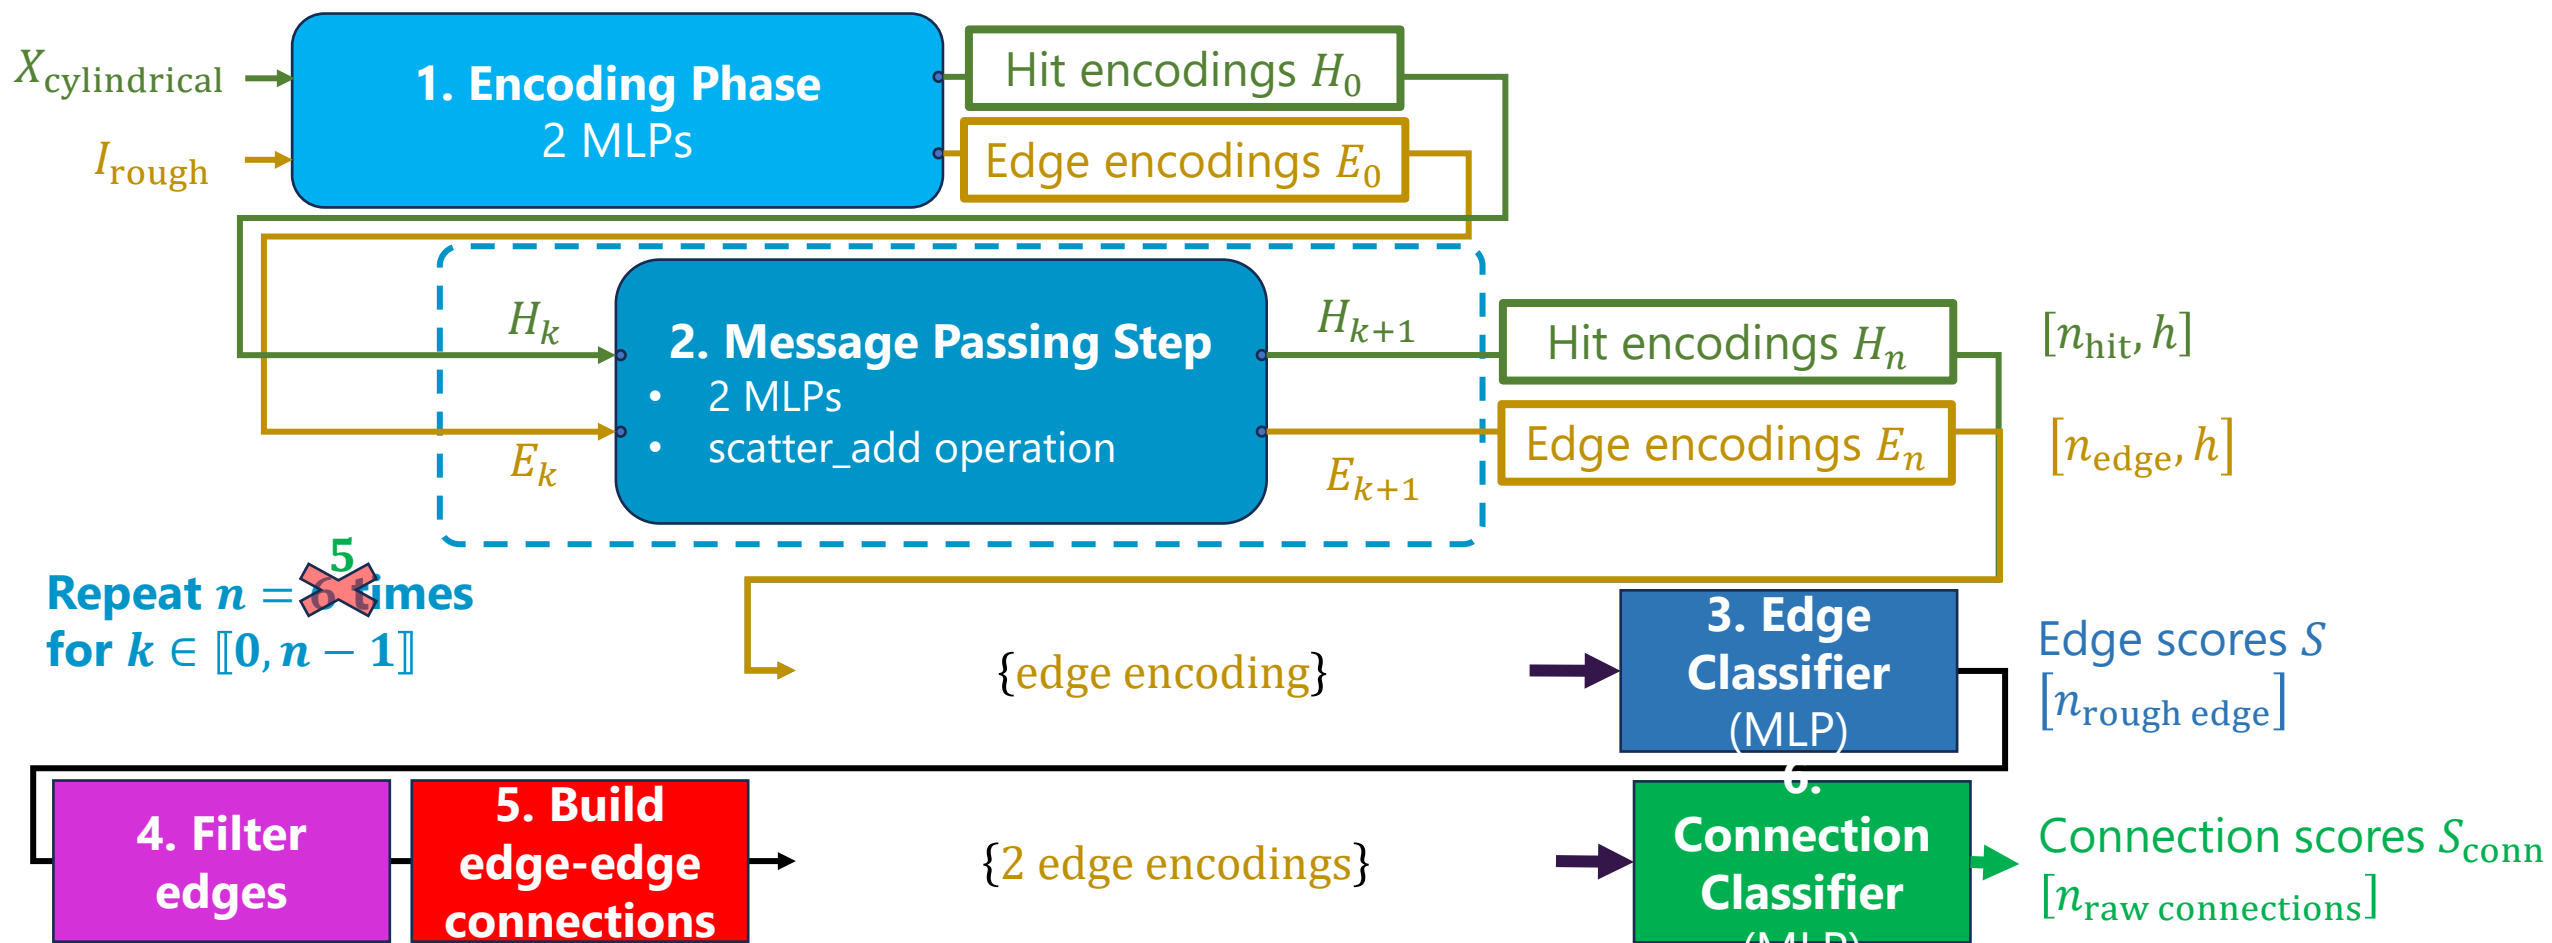 X_cylindrical
I_rough
1. Encoding Phase
2 MLPs
Hit encodings H_0
Edge encodings E_0
H_k
E_k
2. Message Passing Step
• 2 MLPs
• scatter_add operation
H_{k+1}
E_{k+1}
Hit encodings H_n
Edge encodings E_n
[n_hit, h]
[n_edge, h]
5
Repeat n = 6 times
for k ∈ ⟦0, n − 1⟧
{edge encoding}
3. Edge
Classifier
(MLP)
Edge scores S
[n_rough edge]
4. Filter
edges
5. Build
edge-edge
connections
{2 edge encodings}
6.
Connection
Classifier
(MLP)
Connection scores S_conn
[n_raw connections]